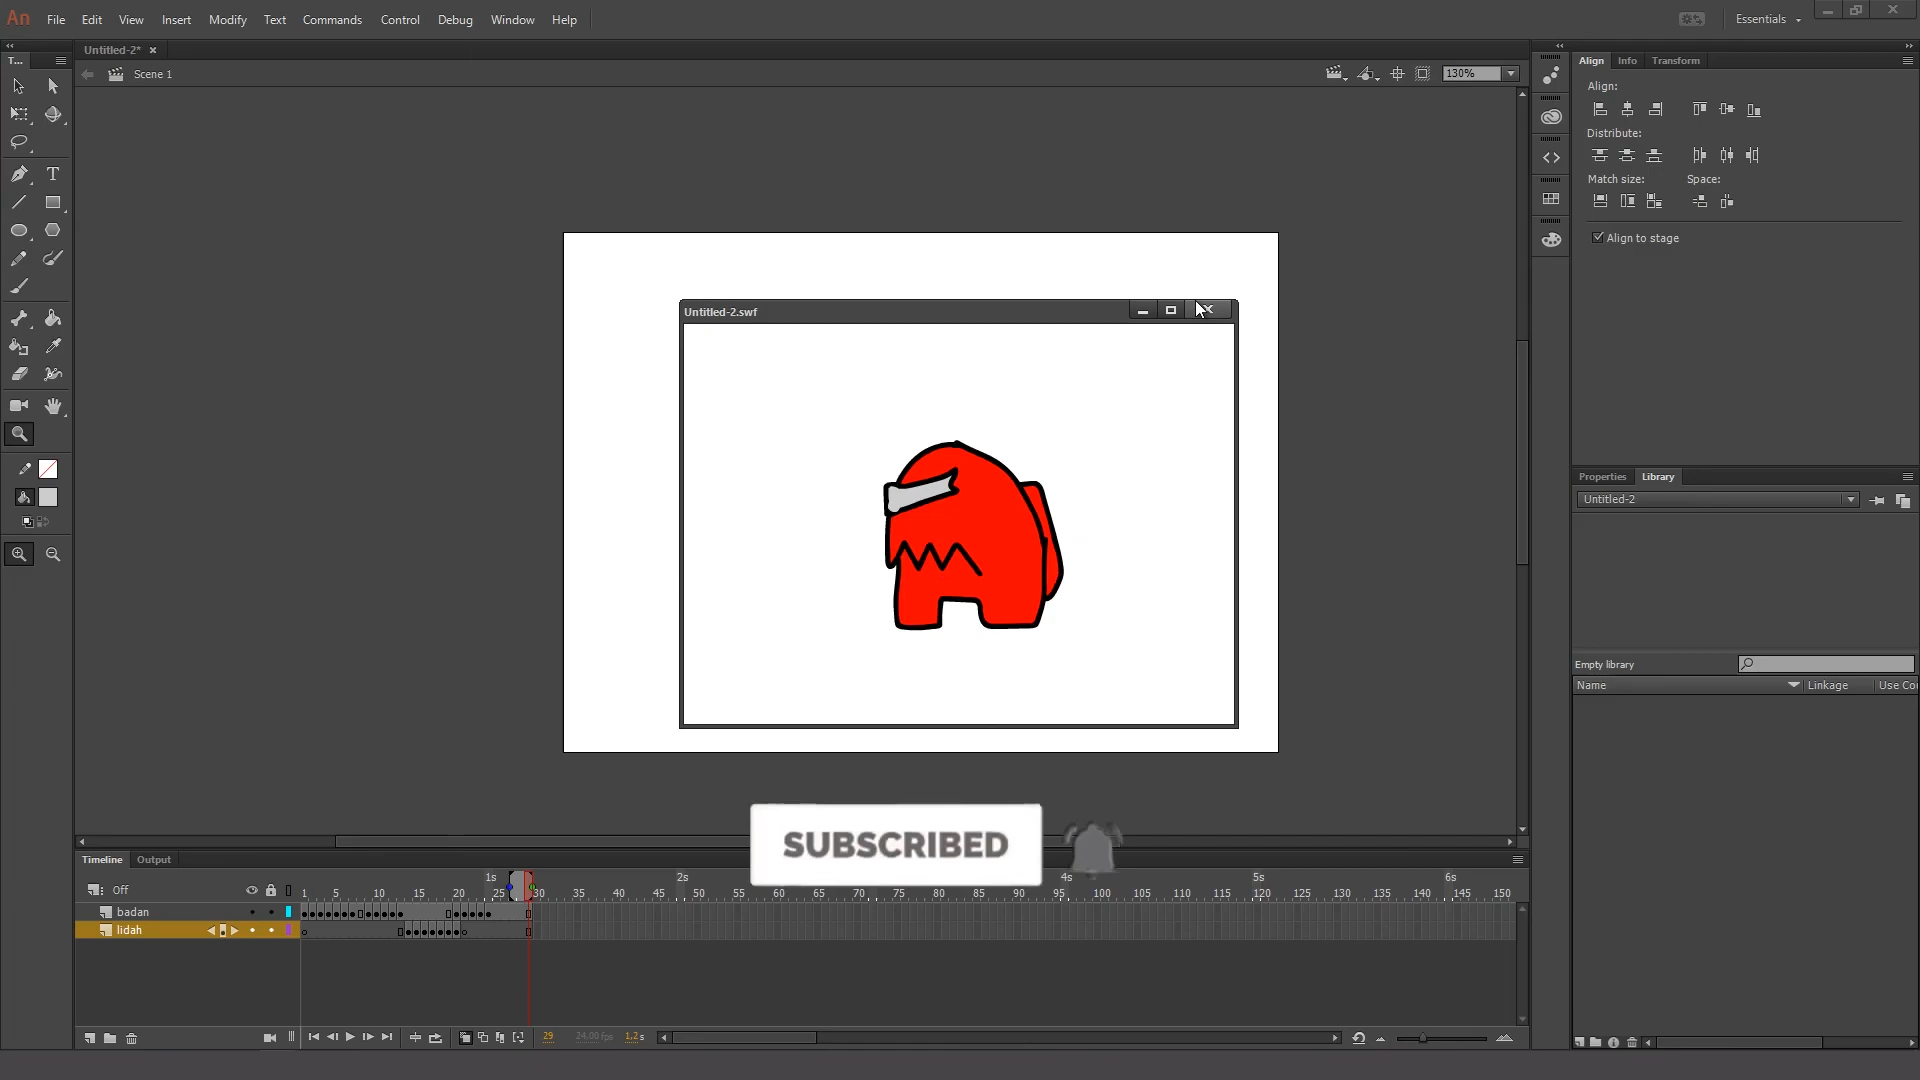 An File Edit View Insert Modify Text Commands Control Debug Window Help Essentials
Untitled-2* ×
T...
Scene 1 130%
Align Info Transform
Align:
Distribute:
Match size: Space:
Align to stage
Untitled-2.swf
Properties Library
Untitled-2
Empty library
Name Linkage Use Co
SUBSCRIBED
Timeline Output
1s 2s 4s 5s 6s
Off 1 5 10 15 20 25 30 35 40 45 50 55 60 65 70 75 80 85 90 95 100 105 110 115 120 125 130 135 140 145 150
badan
lidah
29 24.00 fps 1.2 s